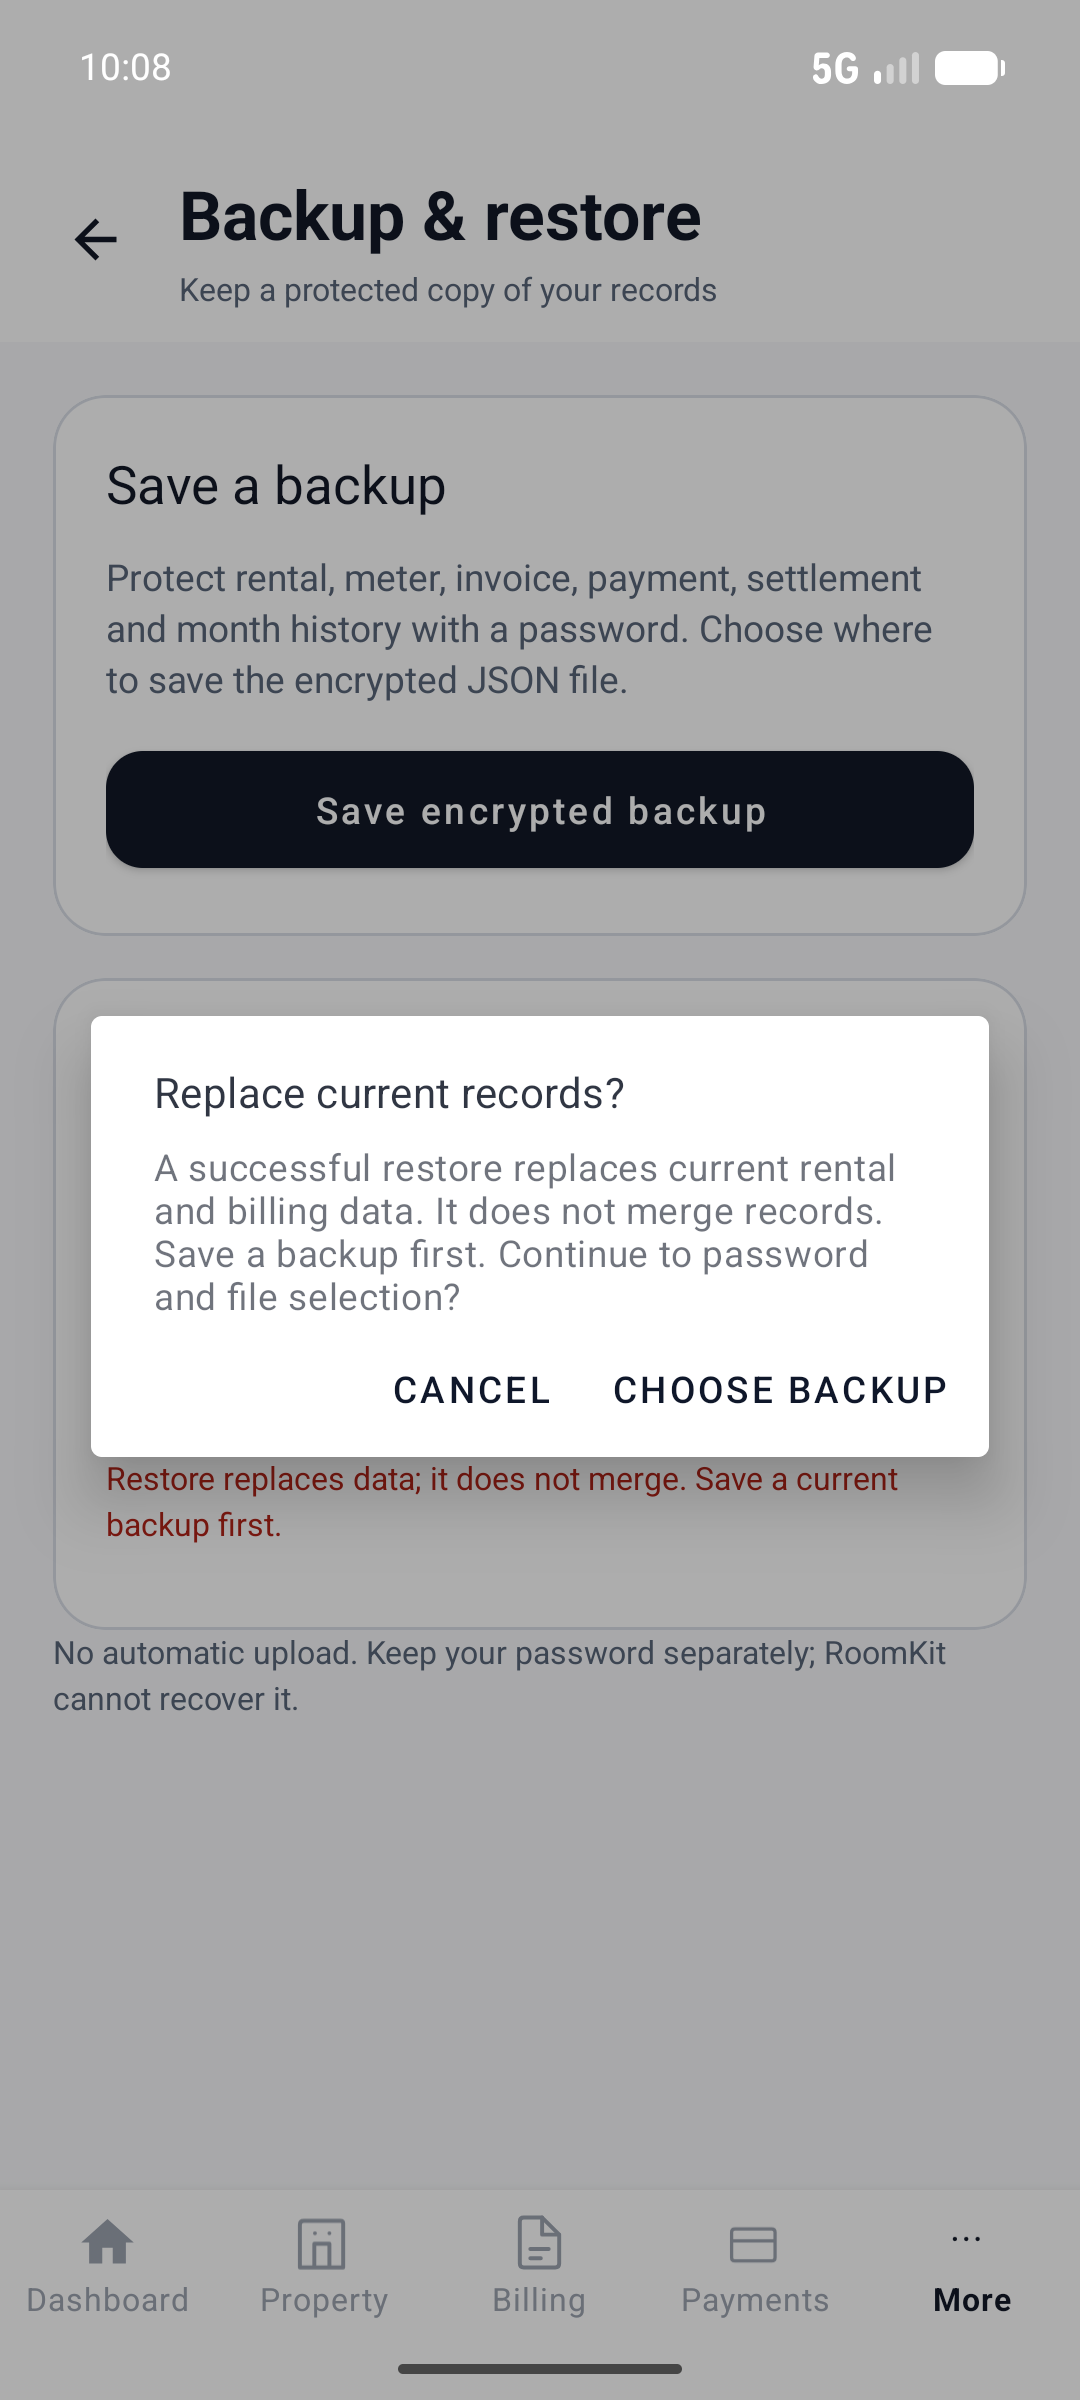 10:08
5G
Backup & restore
Keep a protected copy of your records
Save a backup
Protect rental, meter, invoice, payment, settlement
and month history with a password. Choose where
to save the encrypted JSON file.
Save encrypted backup
Replace current records?
A successful restore replaces current rental
and billing data. It does not merge records.
Save a backup first. Continue to password
and file selection?
CANCEL
CHOOSE BACKUP
Restore replaces data; it does not merge. Save a current
backup first.
No automatic upload. Keep your password separately; RoomKit
cannot recover it.
Dashboard
Property
Billing
Payments
More